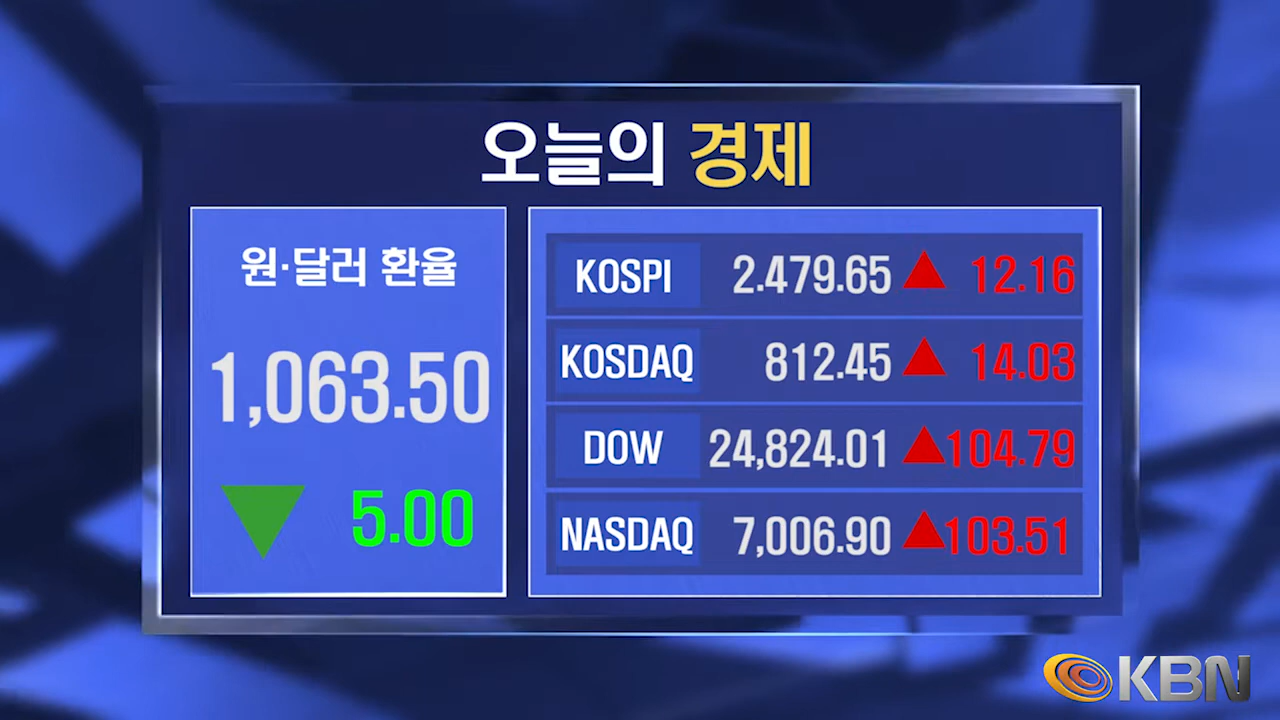 오늘의 경제
원·달러 환율
1,063.50
▼ 5.00
KOSPI 2.479.65 ▲ 12.16
KOSDAQ 812.45 ▲ 14.03
DOW 24,824.01 ▲104.79
NASDAQ 7,006.90 ▲103.51
KBN